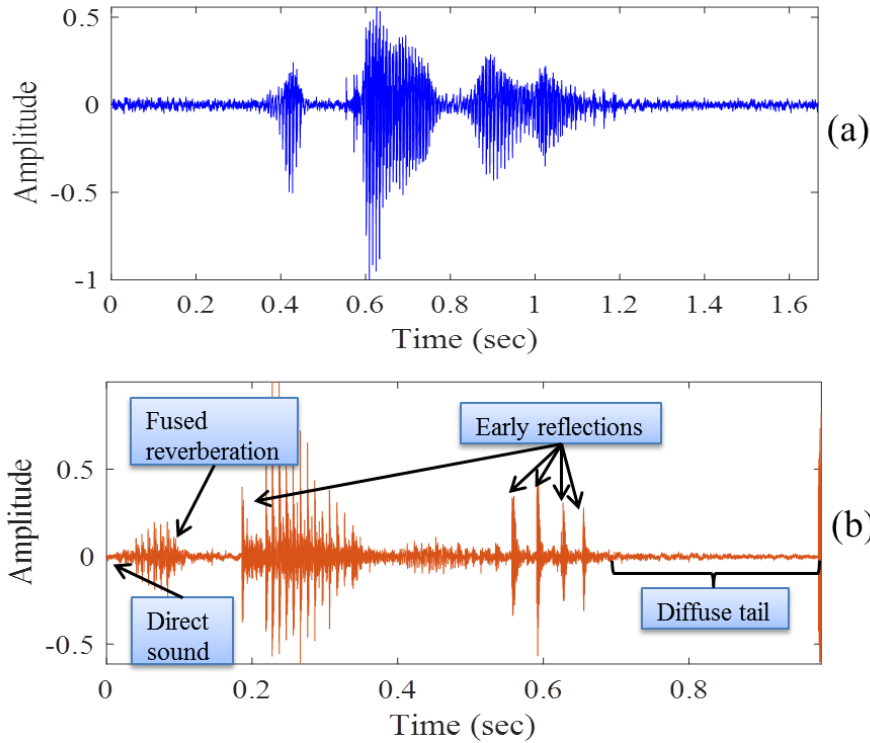 0.5
0
-0.5
-1
Amplitude
0 0.2 0.4 0.6 0.8 1 1.2 1.4 1.6
Time (sec)
(a)
Fused
reverberation
Early reflections
0.5
0
-0.5
Amplitude
Direct
sound
Diffuse tail
0 0.2 0.4 0.6 0.8
Time (sec)
(b)